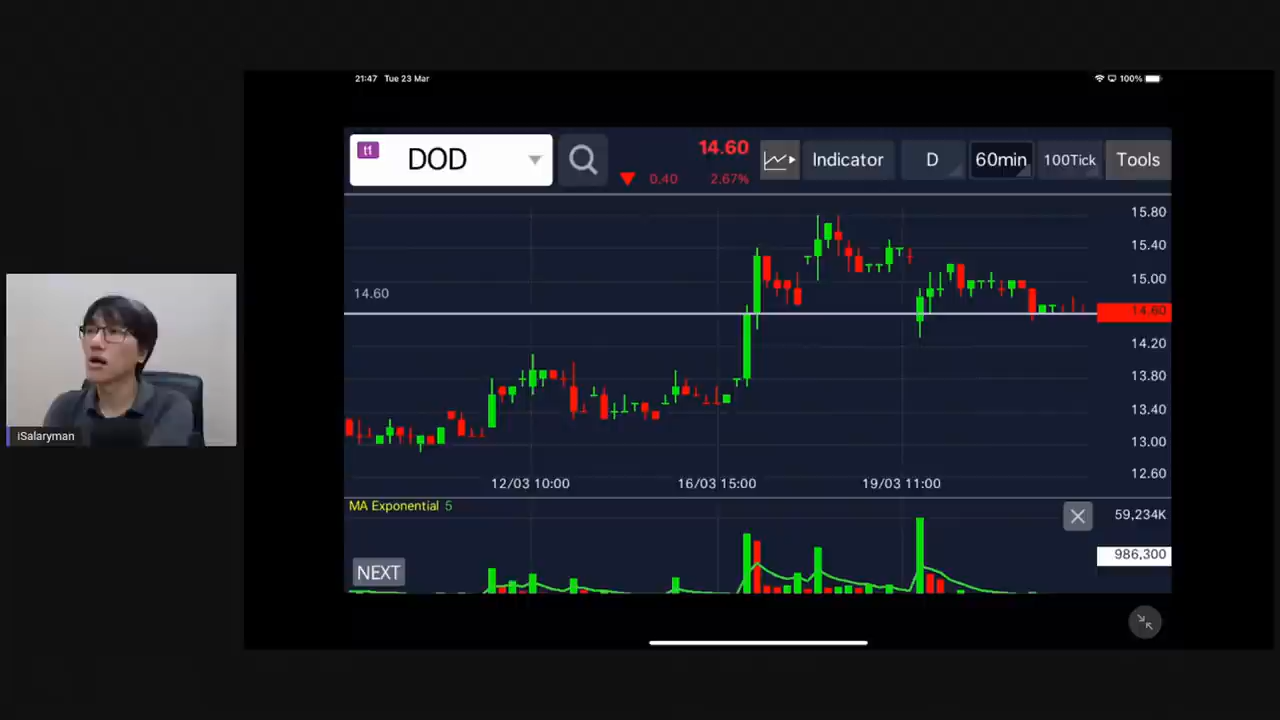 21:47 Tue 23 Mar
100%
t1 DOD
14.60
0.40 2.67%
Indicator D 60min 100Tick Tools
15.80
15.40
15.00
14.60
14.60
14.20
13.80
13.40
13.00
12.60
12/03 10:00 16/03 15:00 19/03 11:00
MA Exponential 5
59,234K
986,300
NEXT
iSalaryman